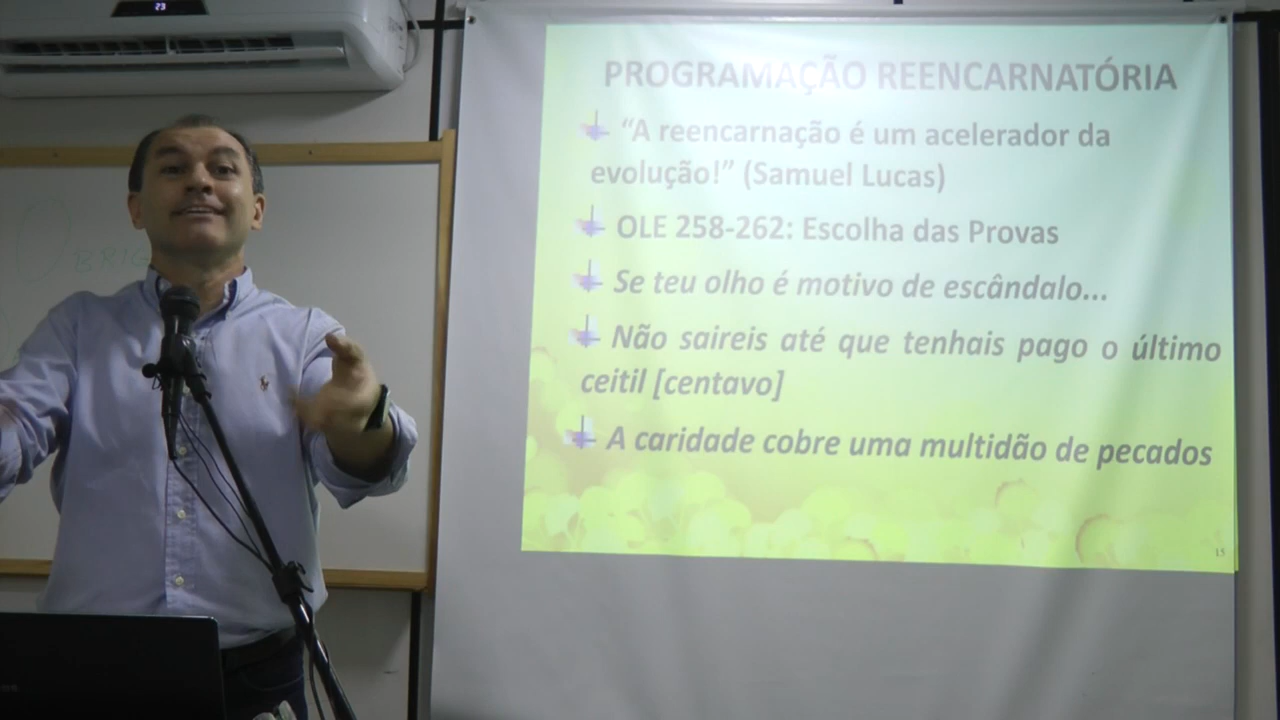 23
PROGRAMAÇÃO REENCARNATÓRIA
“A reencarnação é um acelerador da
evolução!” (Samuel Lucas)
OLE 258-262: Escolha das Provas
Se teu olho é motivo de escândalo...
Não saireis até que tenhais pago o último
ceitil [centavo]
A caridade cobre uma multidão de pecados
15